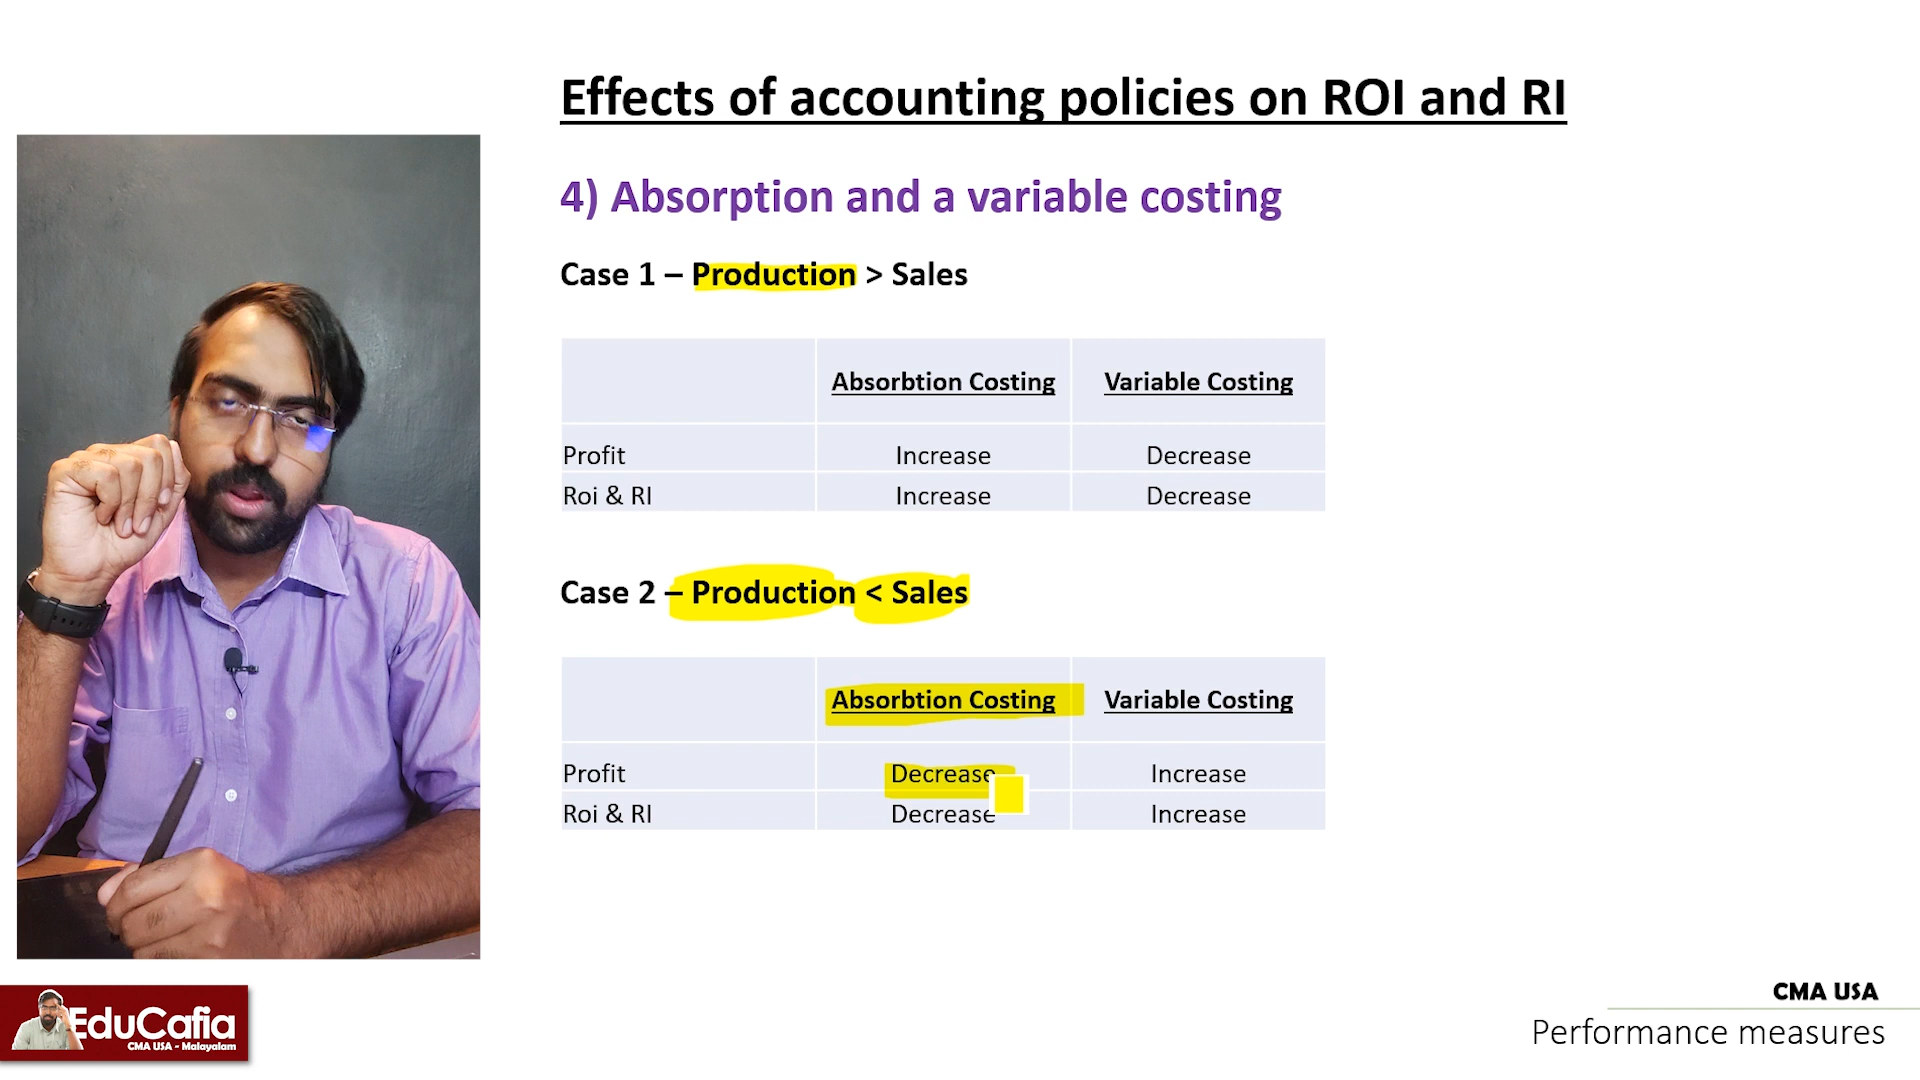 Effects of accounting policies on ROI and RI
4) Absorption and a variable costing
Case 1 – Production > Sales
Absorbtion Costing Variable Costing
Profit Increase Decrease
Roi & RI Increase Decrease
Case 2 – Production < Sales
Absorbtion Costing Variable Costing
Profit Decrease Increase
Roi & RI Decrease Increase
EduCafia
CMA USA - Malayalam
CMA USA
Performance measures